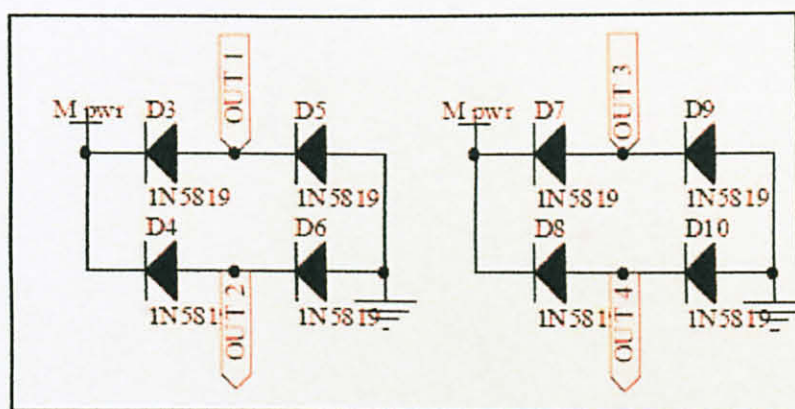 OUT 1
OUT 3
M pwr
D3
D5
M pwr
D7
D9
1N5819
1N5819
1N5819
1N5819
D4
D6
D8
D10
1N5819
1N5819
1N5819
1N5819
OUT 2
OUT 4